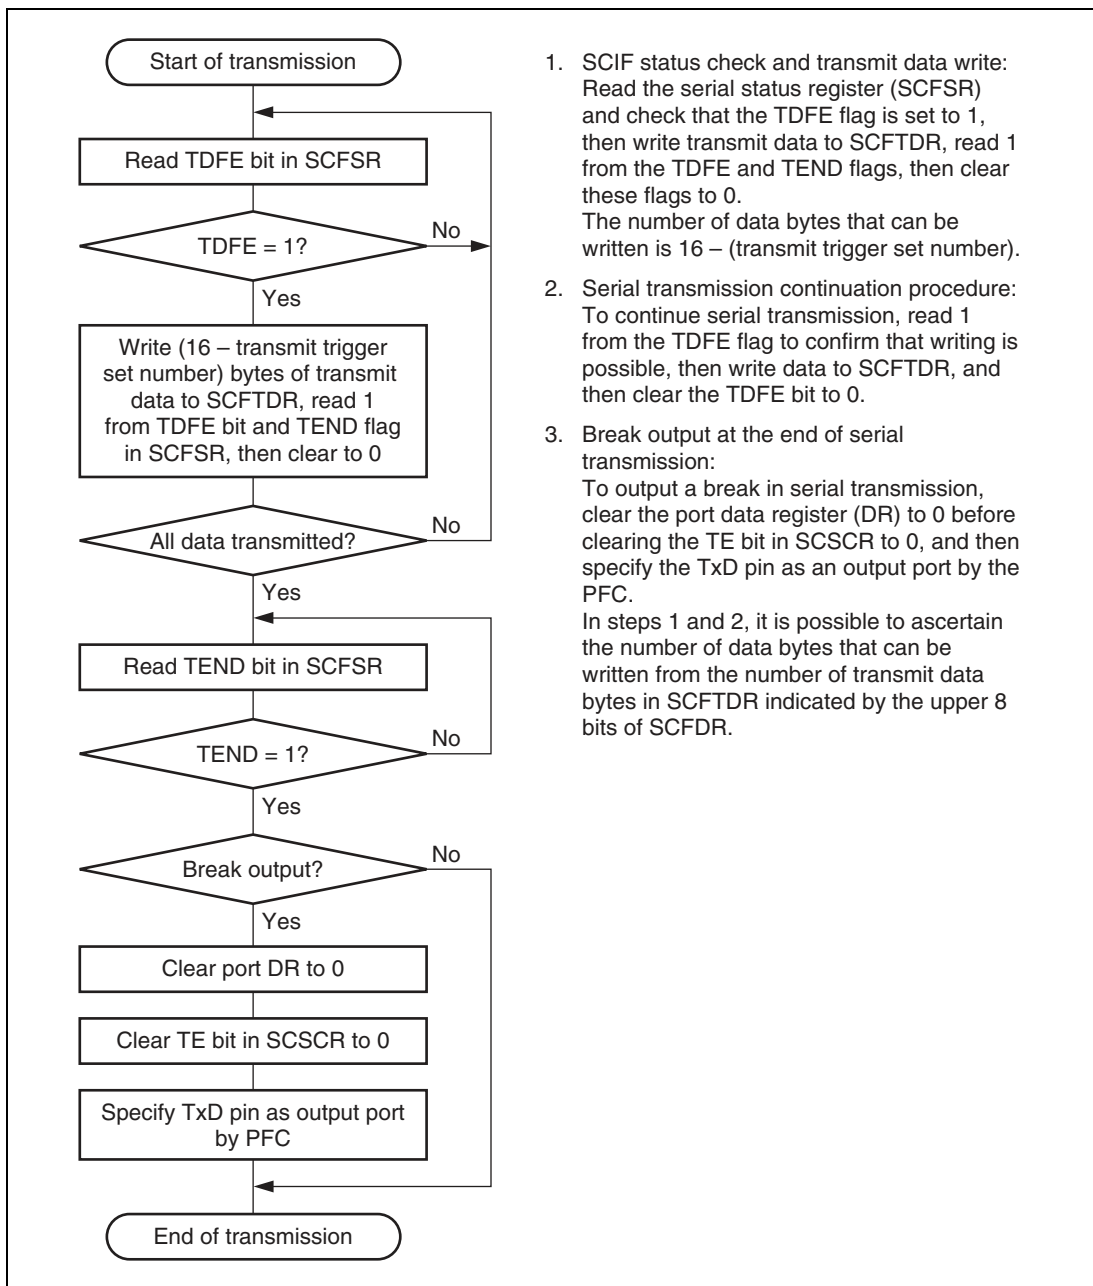 Start of transmission
Read TDFE bit in SCFSR
TDFE = 1?
No
Yes
Write (16 – transmit trigger
set number) bytes of transmit
data to SCFTDR, read 1
from TDFE bit and TEND flag
in SCFSR, then clear to 0
All data transmitted?
No
Yes
Read TEND bit in SCFSR
TEND = 1?
No
Yes
Break output?
No
Yes
Clear port DR to 0
Clear TE bit in SCSCR to 0
Specify TxD pin as output port
by PFC
End of transmission
1. SCIF status check and transmit data write:
Read the serial status register (SCFSR)
and check that the TDFE flag is set to 1,
then write transmit data to SCFTDR, read 1
from the TDFE and TEND flags, then clear
these flags to 0.
The number of data bytes that can be
written is 16 – (transmit trigger set number).
2. Serial transmission continuation procedure:
To continue serial transmission, read 1
from the TDFE flag to confirm that writing is
possible, then write data to SCFTDR, and
then clear the TDFE bit to 0.
3. Break output at the end of serial
transmission:
To output a break in serial transmission,
clear the port data register (DR) to 0 before
clearing the TE bit in SCSCR to 0, and then
specify the TxD pin as an output port by the
PFC.
In steps 1 and 2, it is possible to ascertain
the number of data bytes that can be
written from the number of transmit data
bytes in SCFTDR indicated by the upper 8
bits of SCFDR.